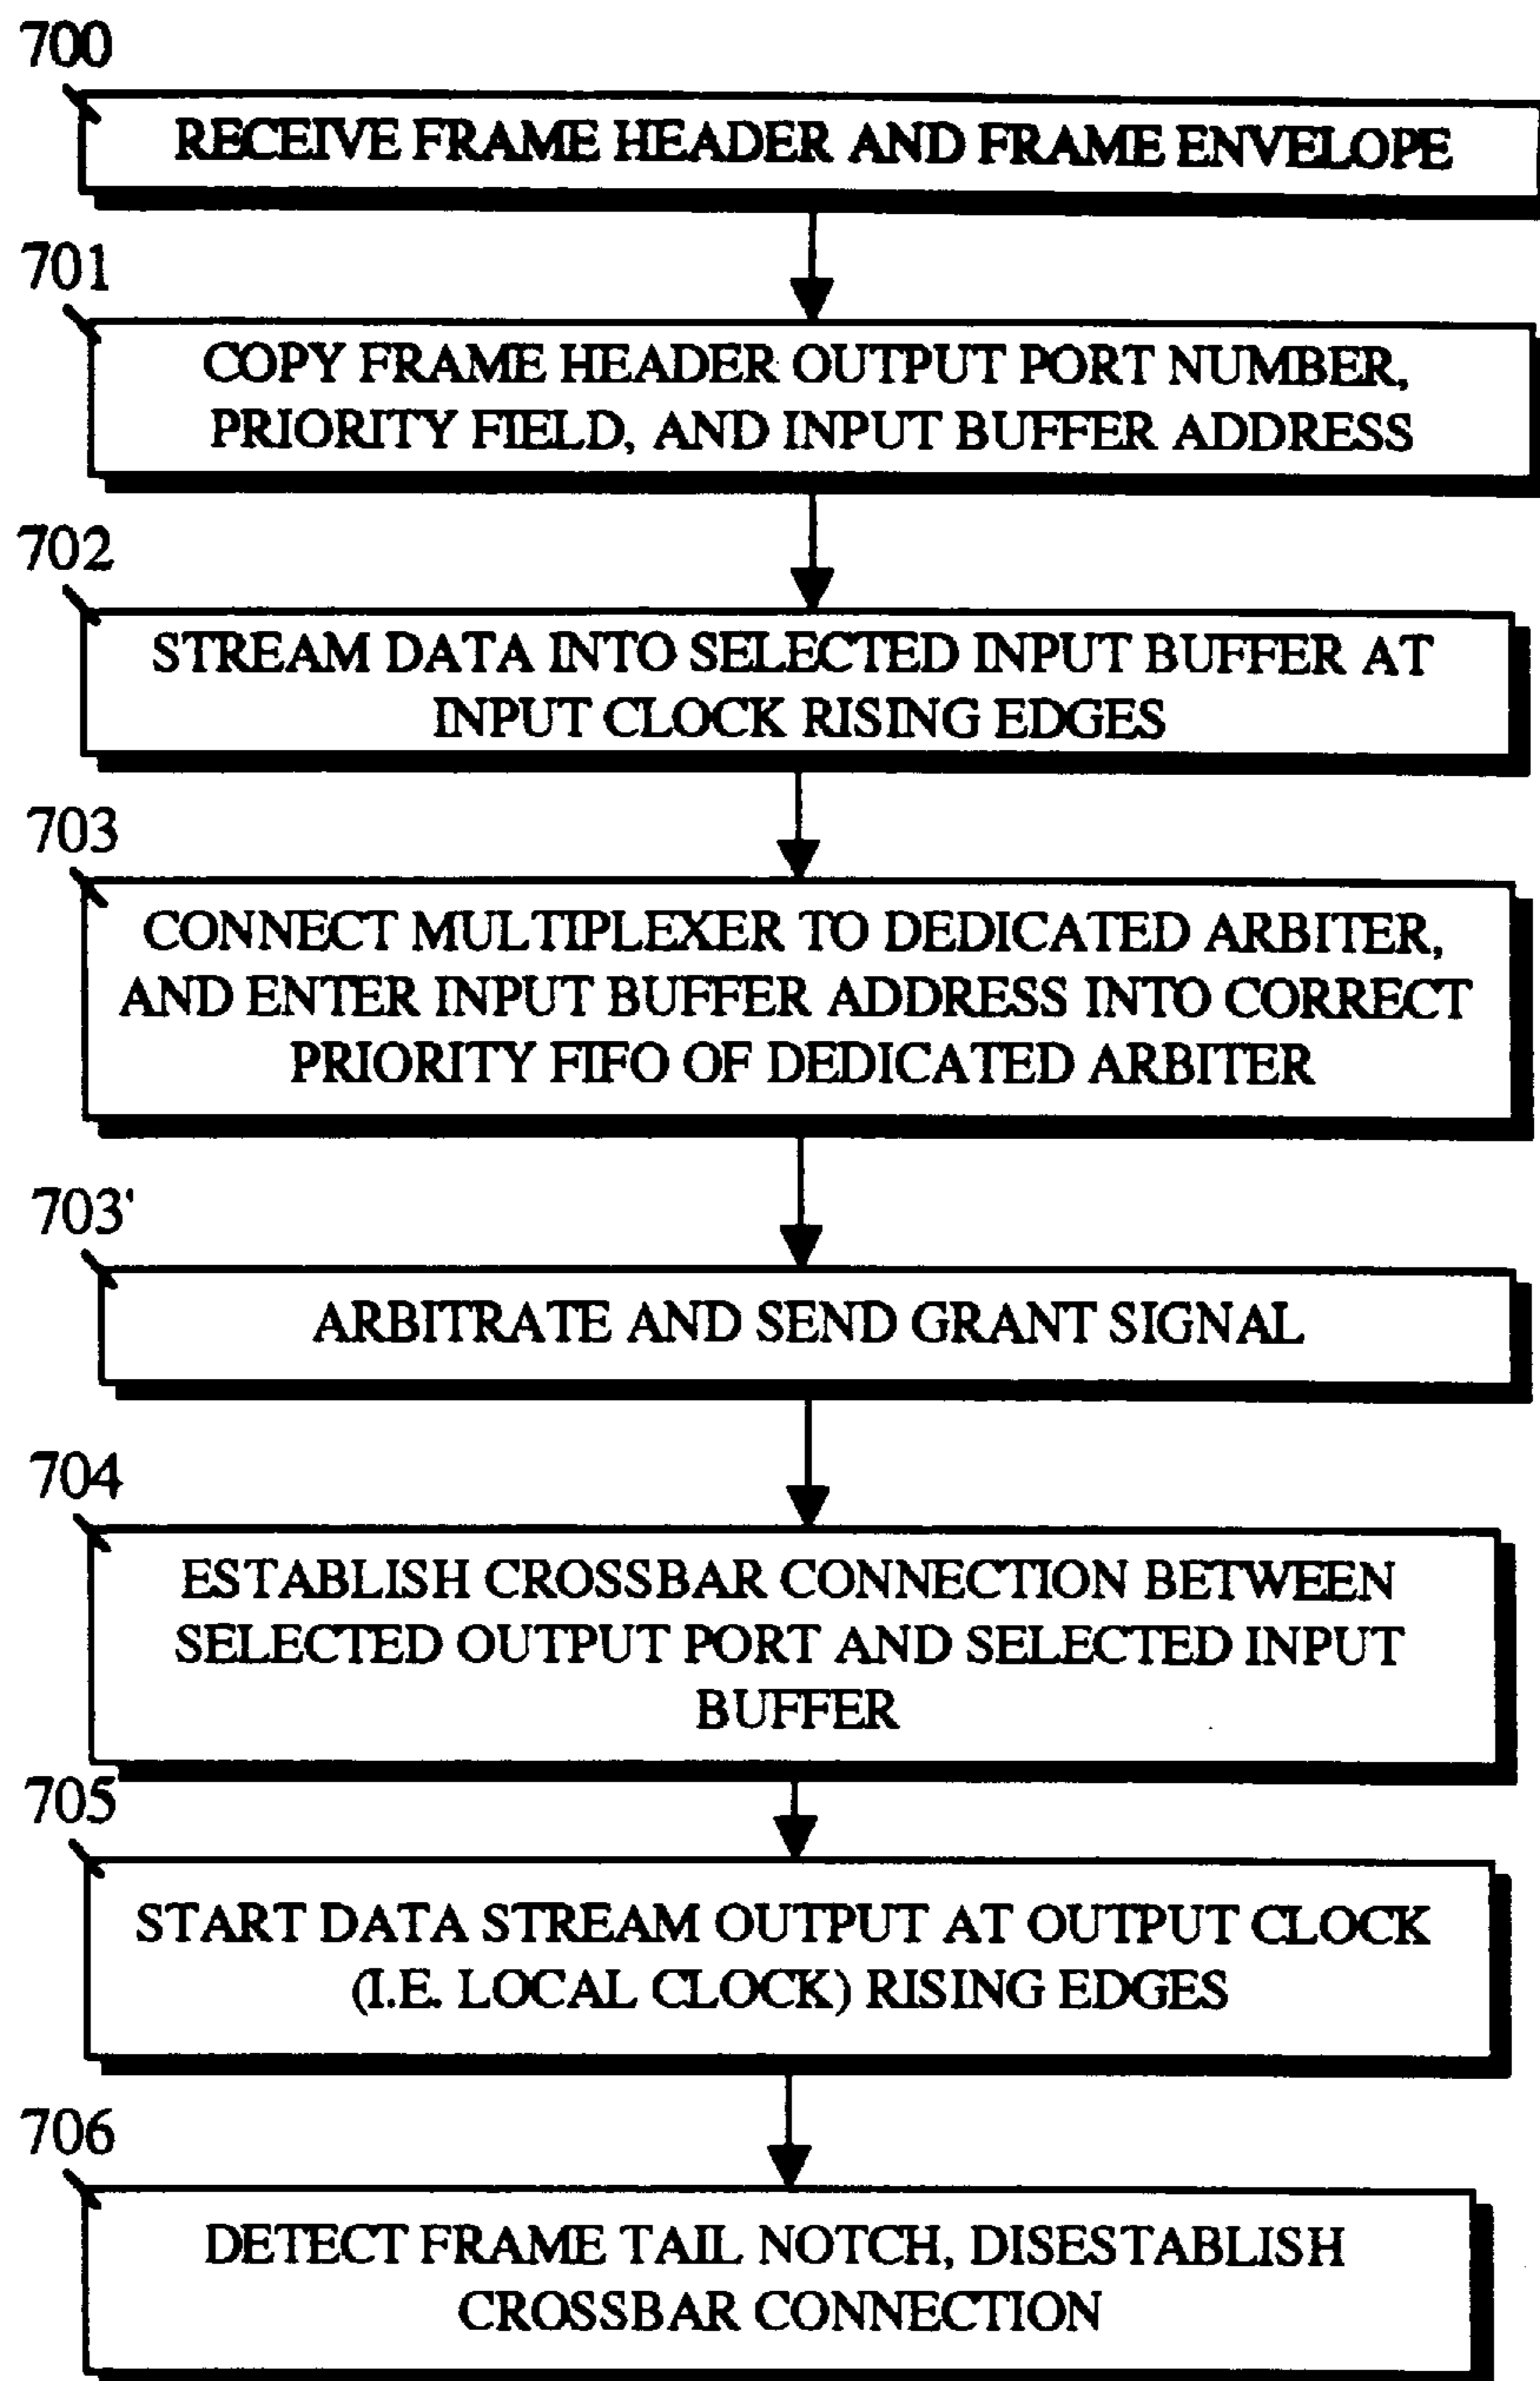 700
RECEIVE FRAME HEADER AND FRAME ENVELOPE
701
COPY FRAME HEADER OUTPUT PORT NUMBER,
PRIORITY FIELD, AND INPUT BUFFER ADDRESS
702
STREAM DATA INTO SELECTED INPUT BUFFER AT
INPUT CLOCK RISING EDGES
703
CONNECT MULTIPLEXER TO DEDICATED ARBITER,
AND ENTER INPUT BUFFER ADDRESS INTO CORRECT
PRIORITY FIFO OF DEDICATED ARBITER
703'
ARBITRATE AND SEND GRANT SIGNAL
704
ESTABLISH CROSSBAR CONNECTION BETWEEN
SELECTED OUTPUT PORT AND SELECTED INPUT
BUFFER
705
START DATA STREAM OUTPUT AT OUTPUT CLOCK
(I.E. LOCAL CLOCK) RISING EDGES
706
DETECT FRAME TAIL NOTCH, DISESTABLISH
CROSSBAR CONNECTION